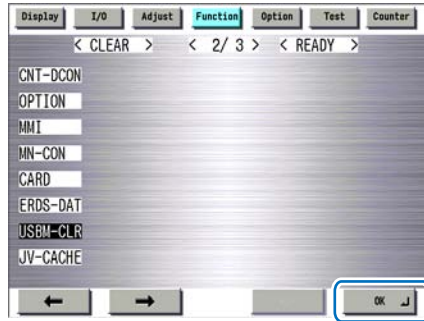 Display I/O Adjust Function Option Test Counter
< CLEAR > < 2/ 3 > < READY >
CNT-DCON
OPTION
MMI
MN-CON
CARD
ERDS-DAT
USBM-CLR
JV-CACHE
← → OK ┘